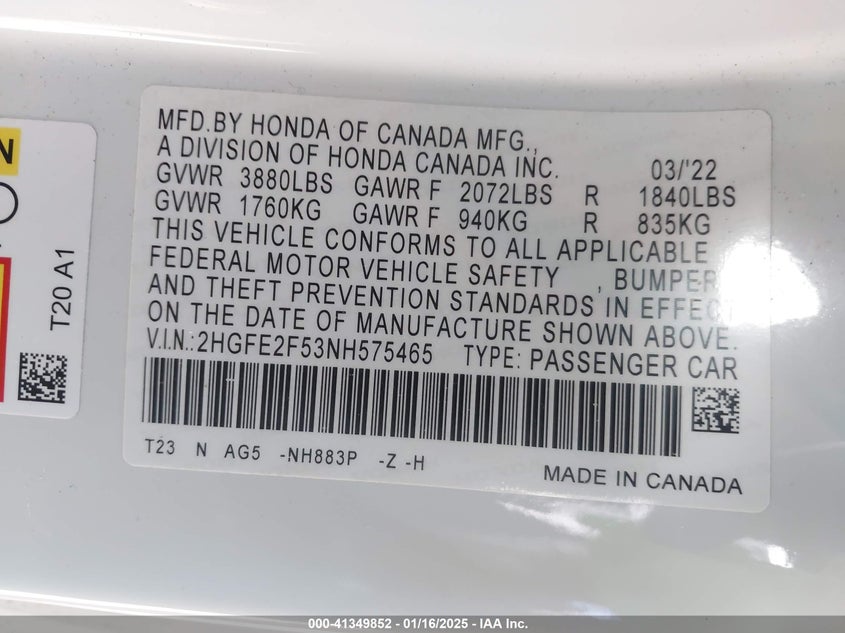 MFD.BY HONDA OF CANADA MFG.,
A DIVISION OF HONDA CANADA INC. 03/'22
GVWR 3880LBS GAWR F 2072LBS R 1840LBS
GVWR 1760KG GAWR F 940KG R 835KG
THIS VEHICLE CONFORMS TO ALL APPLICABLE
FEDERAL MOTOR VEHICLE SAFETY , BUMPER
AND THEFT PREVENTION STANDARDS IN EFFECT
ON THE DATE OF MANUFACTURE SHOWN ABOVE.
V.I.N.:2HGFE2F53NH575465 TYPE: PASSENGER CAR
T23 N AG5 -NH883P -Z -H
MADE IN CANADA
N
T20 A1
000-41349852 - 01/16/2025 - IAA Inc.